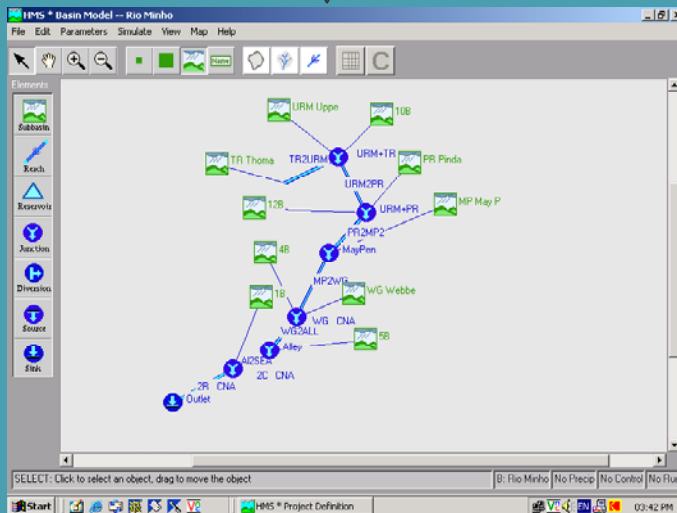 HMS * Basin Model -- Rio Minho
File Edit Parameters Simulate View Map Help
Name
C
Elements
Subbasin
Reach
Reservoir
Junction
Diversion
Source
Sink
URM Uppe
10B
TR Thoma
TR2URM
URM+TR
PR Pinda
URM2PR
12B
URM+PR
MP May P
PR2MP2
4B
MayPen
1B
MP2WG
WG Webbe
WG CNA
WG2ALL
5B
Alley
Al2SEA
2C CNA
2R CNA
Outlet
SELECT: Click to select an object, drag to move the object
B: Rio Minho No Precip No Control No Run
Start
HMS * Project Definition
EN
03:42 PM